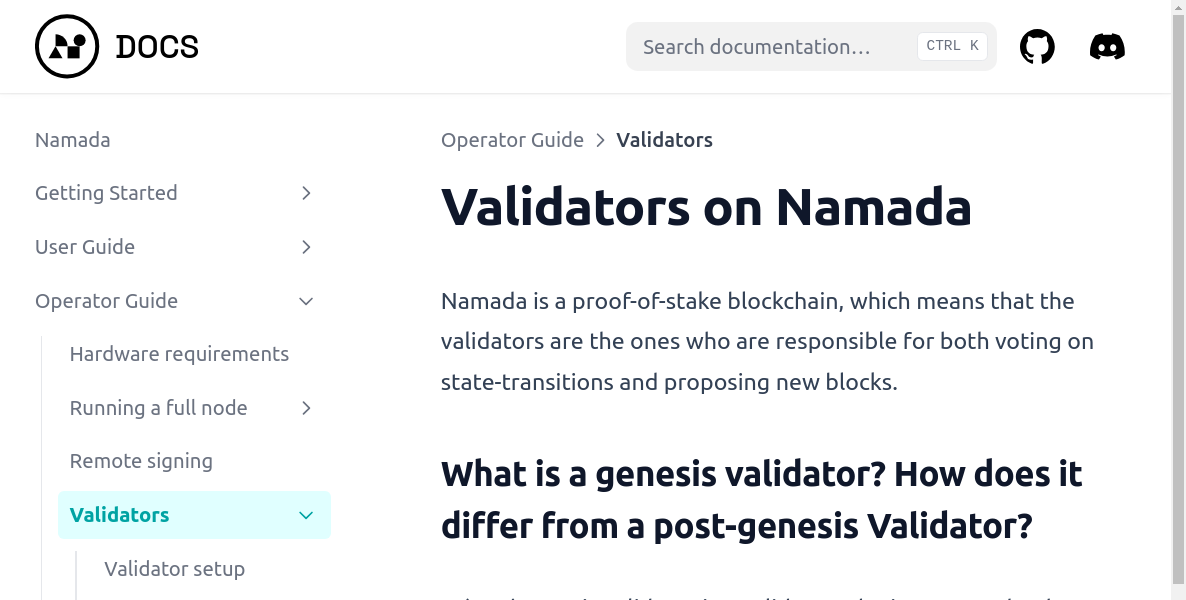 DOCS
Search documentation…
CTRL K
Namada
Getting Started
User Guide
Operator Guide
Hardware requirements
Running a full node
Remote signing
Validators
Validator setup
Operator Guide > Validators
Validators on Namada
Namada is a proof-of-stake blockchain, which means that the
validators are the ones who are responsible for both voting on
state-transitions and proposing new blocks.
What is a genesis validator? How does it
differ from a post-genesis Validator?